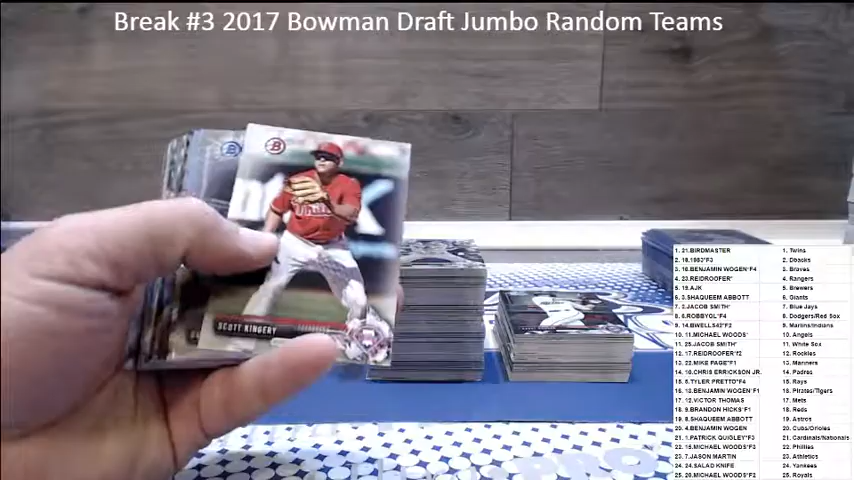 Break #3 2017 Bowman Draft Jumbo Random Teams
B
B
SCOTT KINGERY
1. 21.BIRDMASTER 1. Twins
2. 18.1983*F3 2. Dbacks
3. 16.BENJAMIN WOGEN*F4 3. Braves
4. 23.REIDROOFER* 4. Rangers
5. 19.AJK 5. Brewers
6. 3.SHAQUEEM ABBOTT 6. Giants
7. 2.JACOB SMITH* 7. Blue Jays
8. 6.ROBBYOL*F4 8. Dodgers/Red Sox
9. 14.BWELLS42*F2 9. Marlins/Indians
10. 11.MICHAEL WOODS* 10. Angels
11. 25.JACOB SMITH* 11. White Sox
12. 17.REIDROOFER*F2 12. Rockies
13. 22.MIKE PAGE*F1 13. Mariners
14. 10.CHRIS ERRICKSON JR. 14. Padres
15. 5.TYLER PRETTO*F4 15. Rays
16. 13.BENJAMIN WOGEN*F1 16. Pirates/Tigers
17. 12.VICTOR THOMAS 17. Mets
18. 9.BRANDON HICKS*F1 18. Reds
19. 8.SHAQUEEM ABBOTT 19. Astros
20. 4.BENJAMIN WOGEN 20. Cubs/Orioles
21. 1.PATRICK QUIGLEY*F3 21. Cardinals/Nationals
22. 15.MICHAEL WOODS*F3 22. Phillies
23. 7.JASON MARTIN 23. Athletics
24. 24.SALAD KNIFE 24. Yankees
25. 20.MICHAEL WOODS*F2 25. Royals